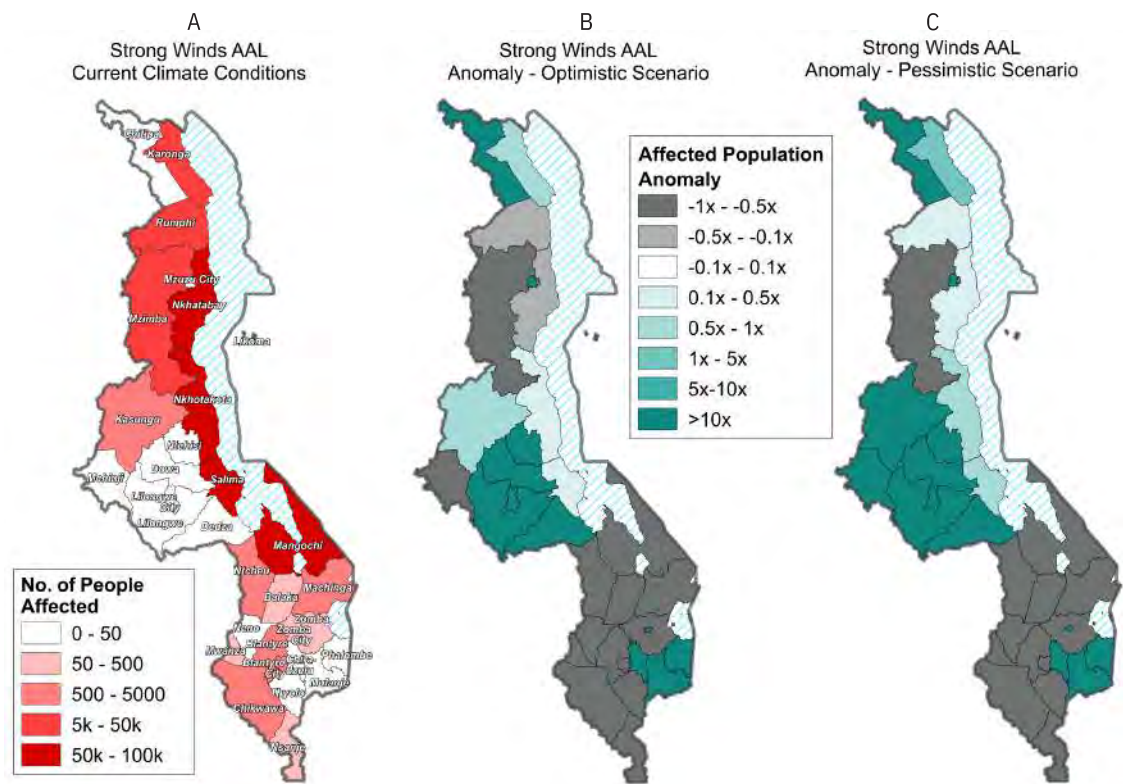 A
Strong Winds AAL
Current Climate Conditions
B
Strong Winds AAL
Anomaly - Optimistic Scenario
C
Strong Winds AAL
Anomaly - Pessimistic Scenario
Chitipa
Karonga
Rumphi
Mzuzu City
Nkhatabay
Mzimba
Likoma
Nkhotakota
Kasungu
Ntchisi
Dowa
Mchinji
Salima
Lilongwe
City
Lilongwe
Dedza
Mangochi
Ntcheu
Machinga
Balaka
Zomba
Neno
Zomba
City
Blantyre
Mwanza
Phalombe
Blantyre
City
Chira-
dzulu
Mulanje
Thyolo
Chikwawa
Nsanje
No. of People
Affected
0 - 50
50 - 500
500 - 5000
5k - 50k
50k - 100k
Affected Population
Anomaly
-1x - -0.5x
-0.5x - -0.1x
-0.1x - 0.1x
0.1x - 0.5x
0.5x - 1x
1x - 5x
5x-10x
>10x